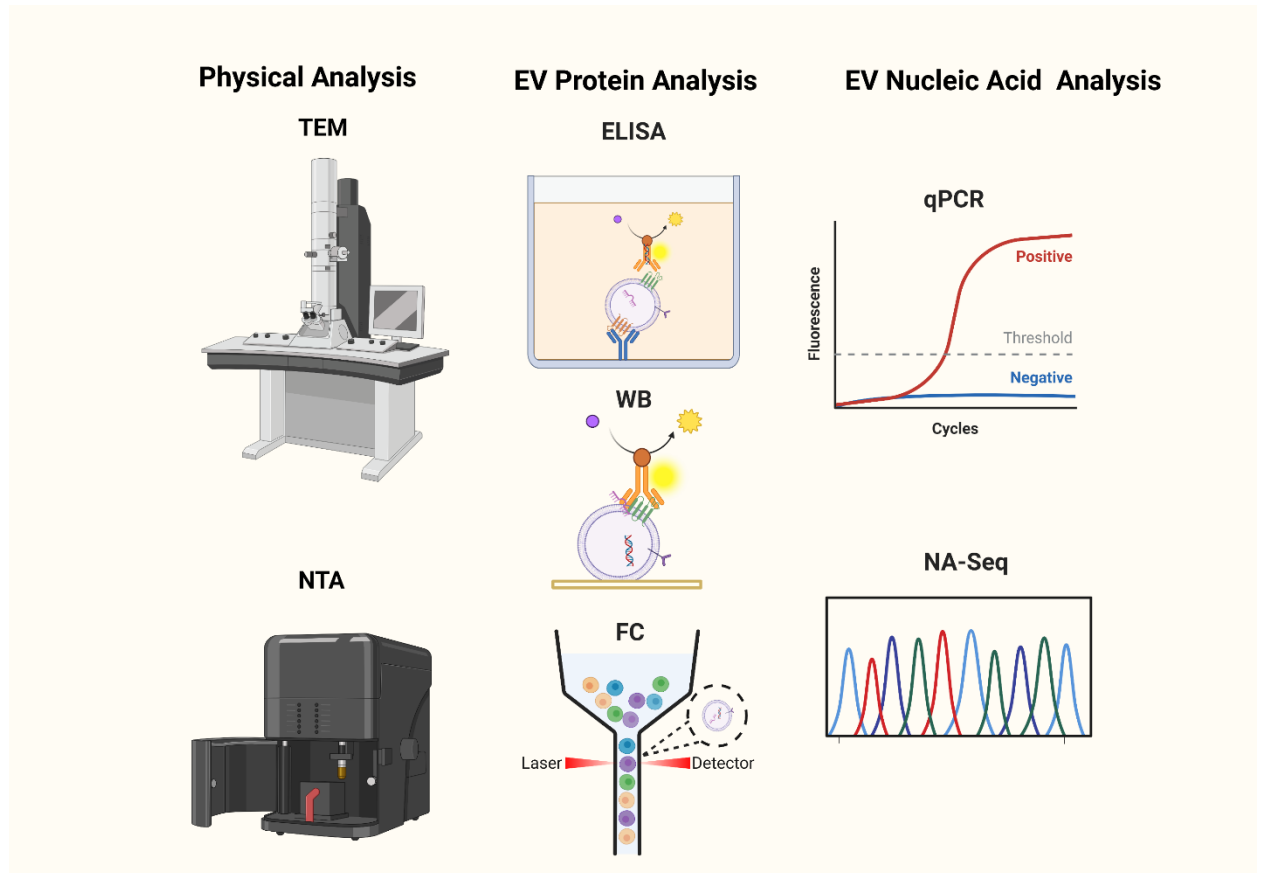 Physical Analysis
TEM
NTA
EV Protein Analysis
ELISA
WB
FC
Laser
Detector
EV Nucleic Acid  Analysis
qPCR
Fluorescence
Positive
Threshold
Negative
Cycles
NA-Seq